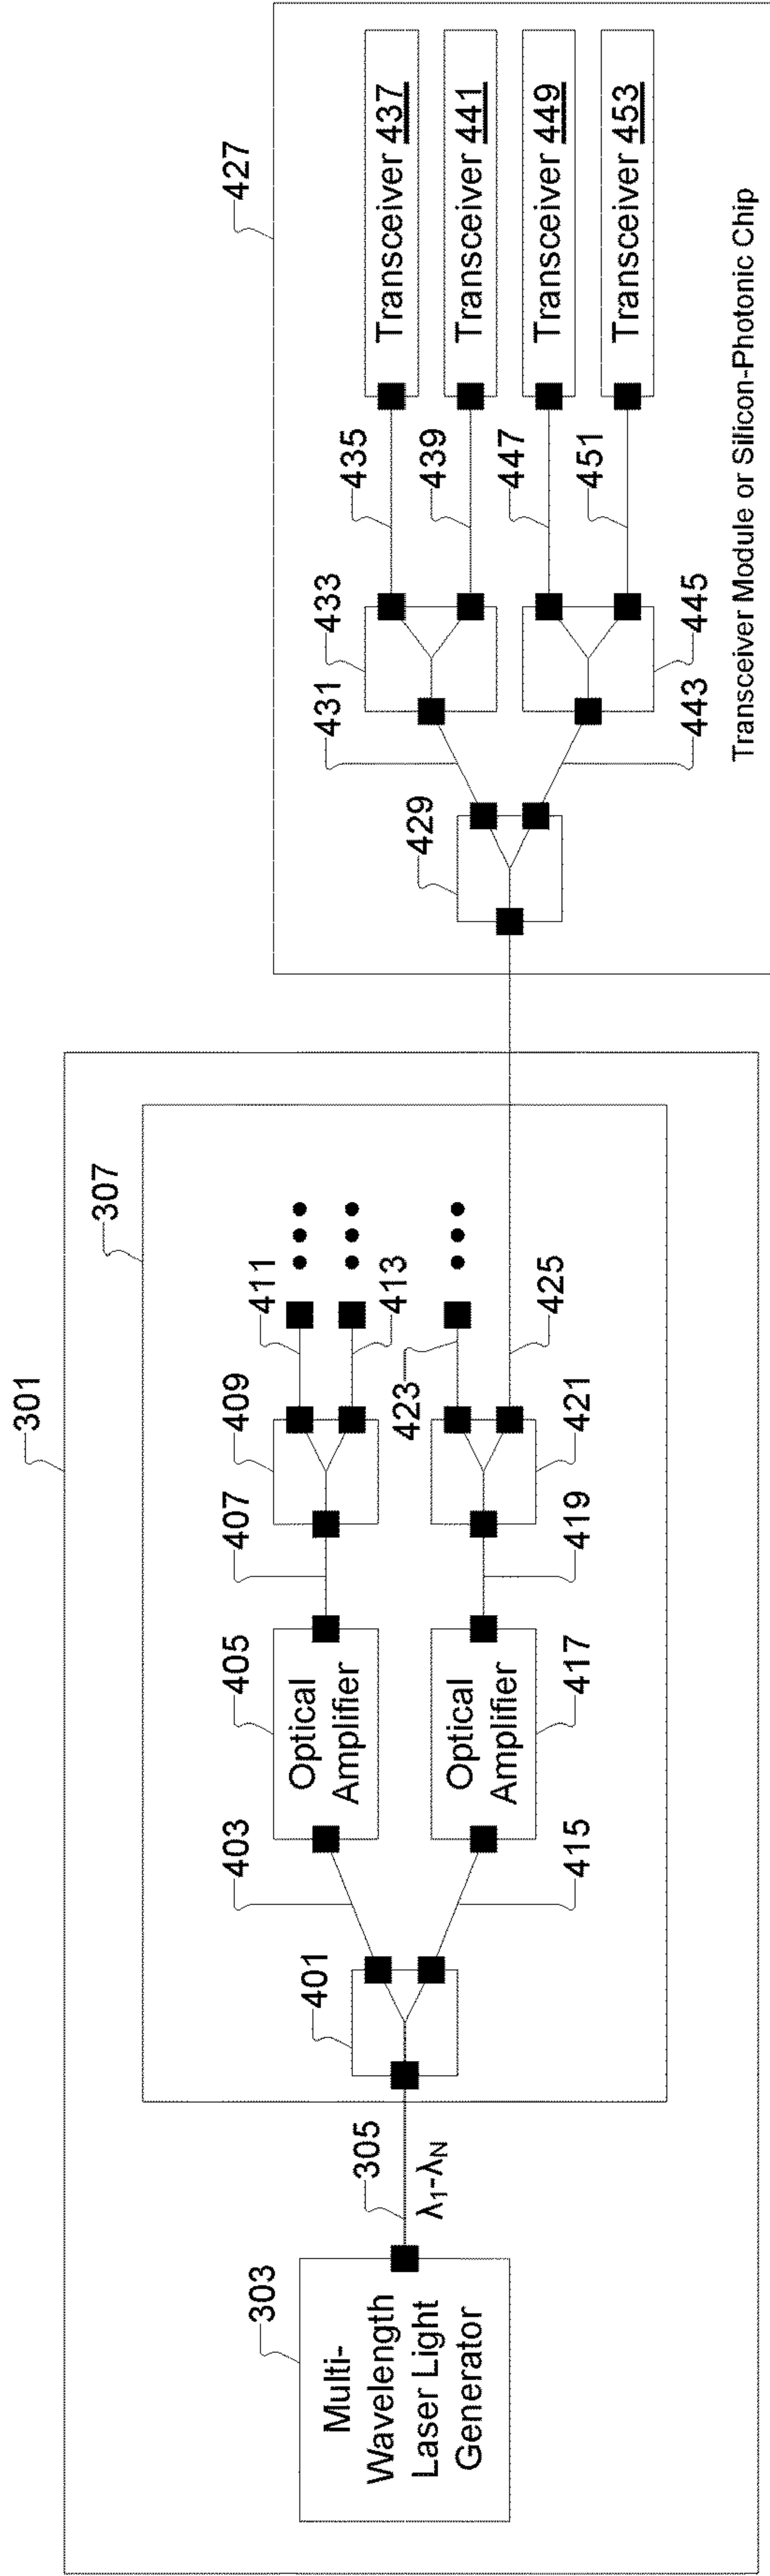 301
307
303
Multi-
Wavelength
Laser Light
Generator
305
λ1-λN
401
403
405
Optical
Amplifier
407
409
411
413
415
417
Optical
Amplifier
419
421
423
425
427
429
431
433
435
Transceiver 437
439
Transceiver 441
443
445
447
Transceiver 449
451
Transceiver 453
Transceiver Module or Silicon-Photonic Chip